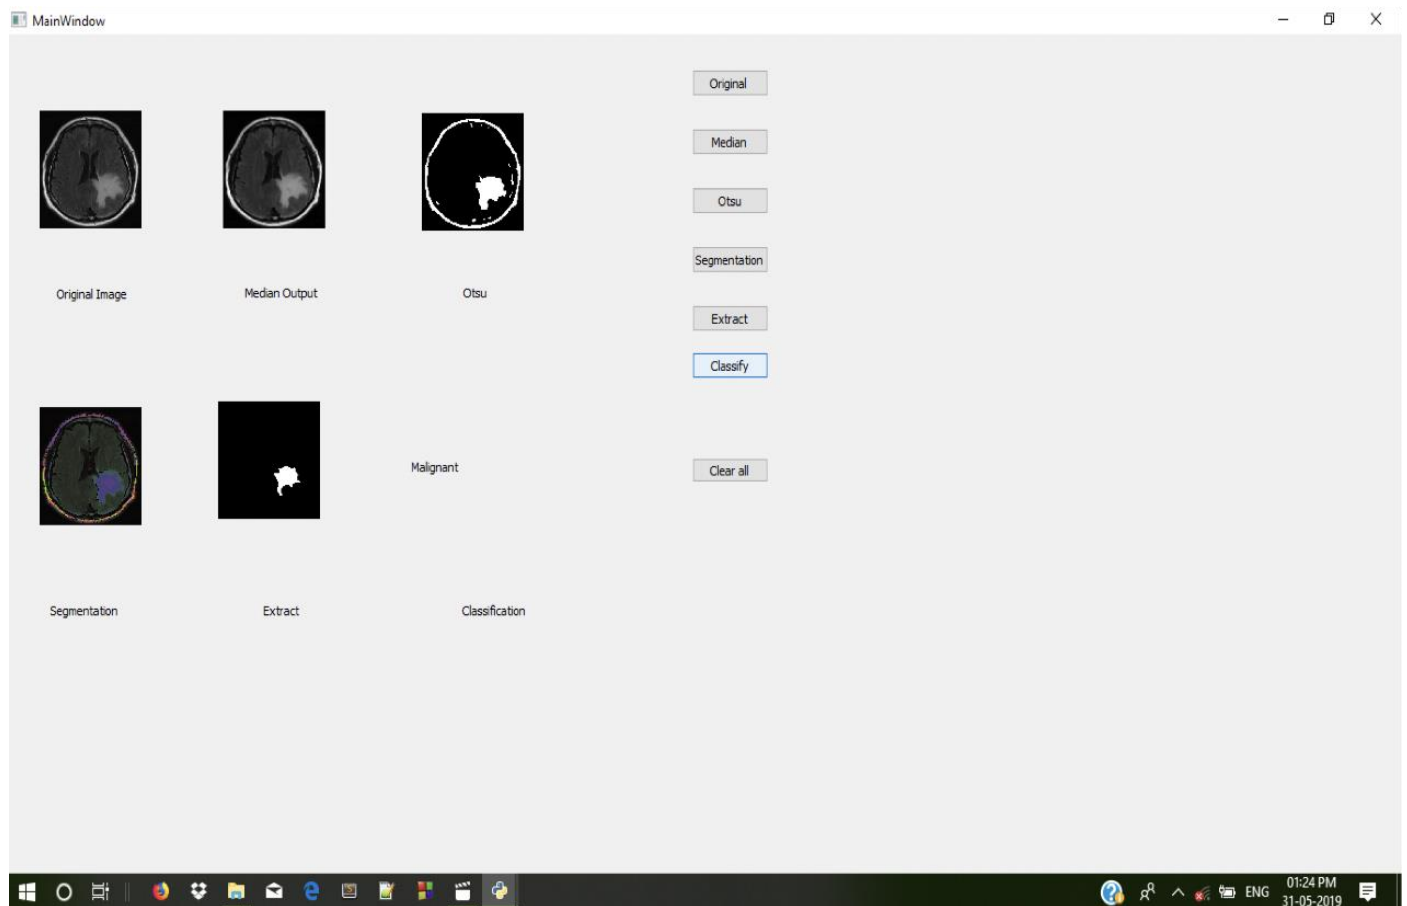 MainWindow
Original
Median
Otsu
Original Image
Median Output
Otsu
Segmentation
Extract
Classify
Malignant
Clear all
Segmentation
Extract
Classification
ENG
01:24 PM
31-05-2019